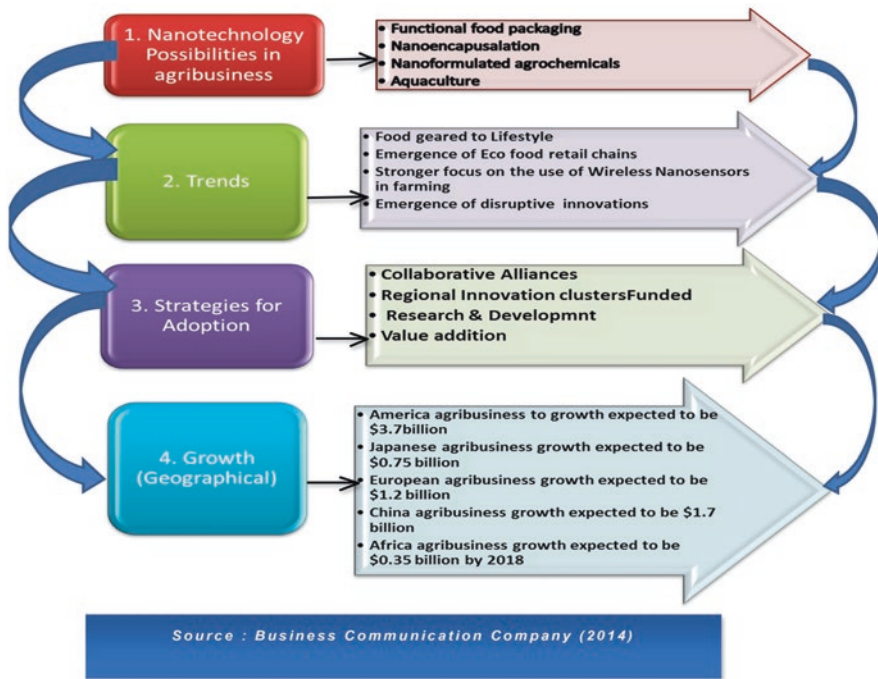 1. Nanotechnology
Possibilities in
agribusiness
• Functional food packaging
• Nanoencapusalation
• Nanoformulated agrochemicals
• Aquaculture
2. Trends
• Food geared to Lifestyle
• Emergence of Eco food retail chains
• Stronger focus on the use of Wireless Nanosensors
in farming
• Emergence of disruptive innovations
3. Strategies for
Adoption
• Collaborative Alliances
• Regional Innovation clustersFunded
• Research & Developmnt
• Value addition
4. Growth
(Geographical)
• America agribusiness to growth expected to be
$3.7billion
• Japanese agribusiness growth expected to be
$0.75 billion
• European agribusiness growth expected to be
$1.2 billion
• China agribusiness growth expected to be $1.7
billion
• Africa agribusiness growth expected to be
$0.35 billion by 2018
Source : Business Communication Company (2014)